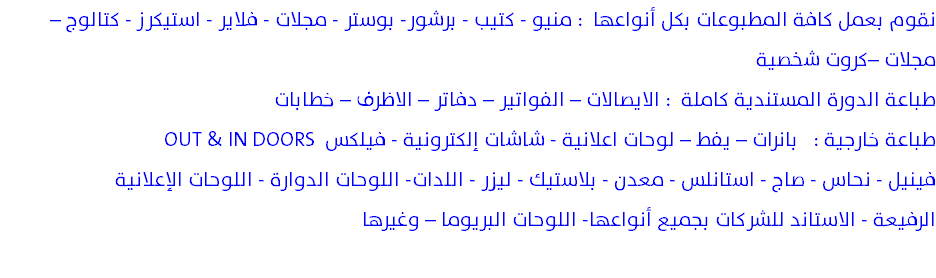 نقوم بعمل كافة المطبوعات بكل أنواعها : منيو - كتيب - برشور- بوستر - مجلات - فلاير - استيكرز - كتالوج –
مجلات –كروت شخصية
طباعة الدورة المستندية كاملة : الايصالات – الفواتير – دفاتر – الاظرف – خطابات
طباعة خارجية : بانرات – يفط – لوحات اعلانية - شاشات إلكترونية - فيلكس OUT & IN DOORS
فينيل - نحاس - صاج - استانلس - معدن - بلاستيك - ليزر - اللدات- اللوحات الدوارة - اللوحات الإعلانية
الرفيعة - الاستاند للشركات بجميع أنواعها- اللوحات البريوما – وغيرها